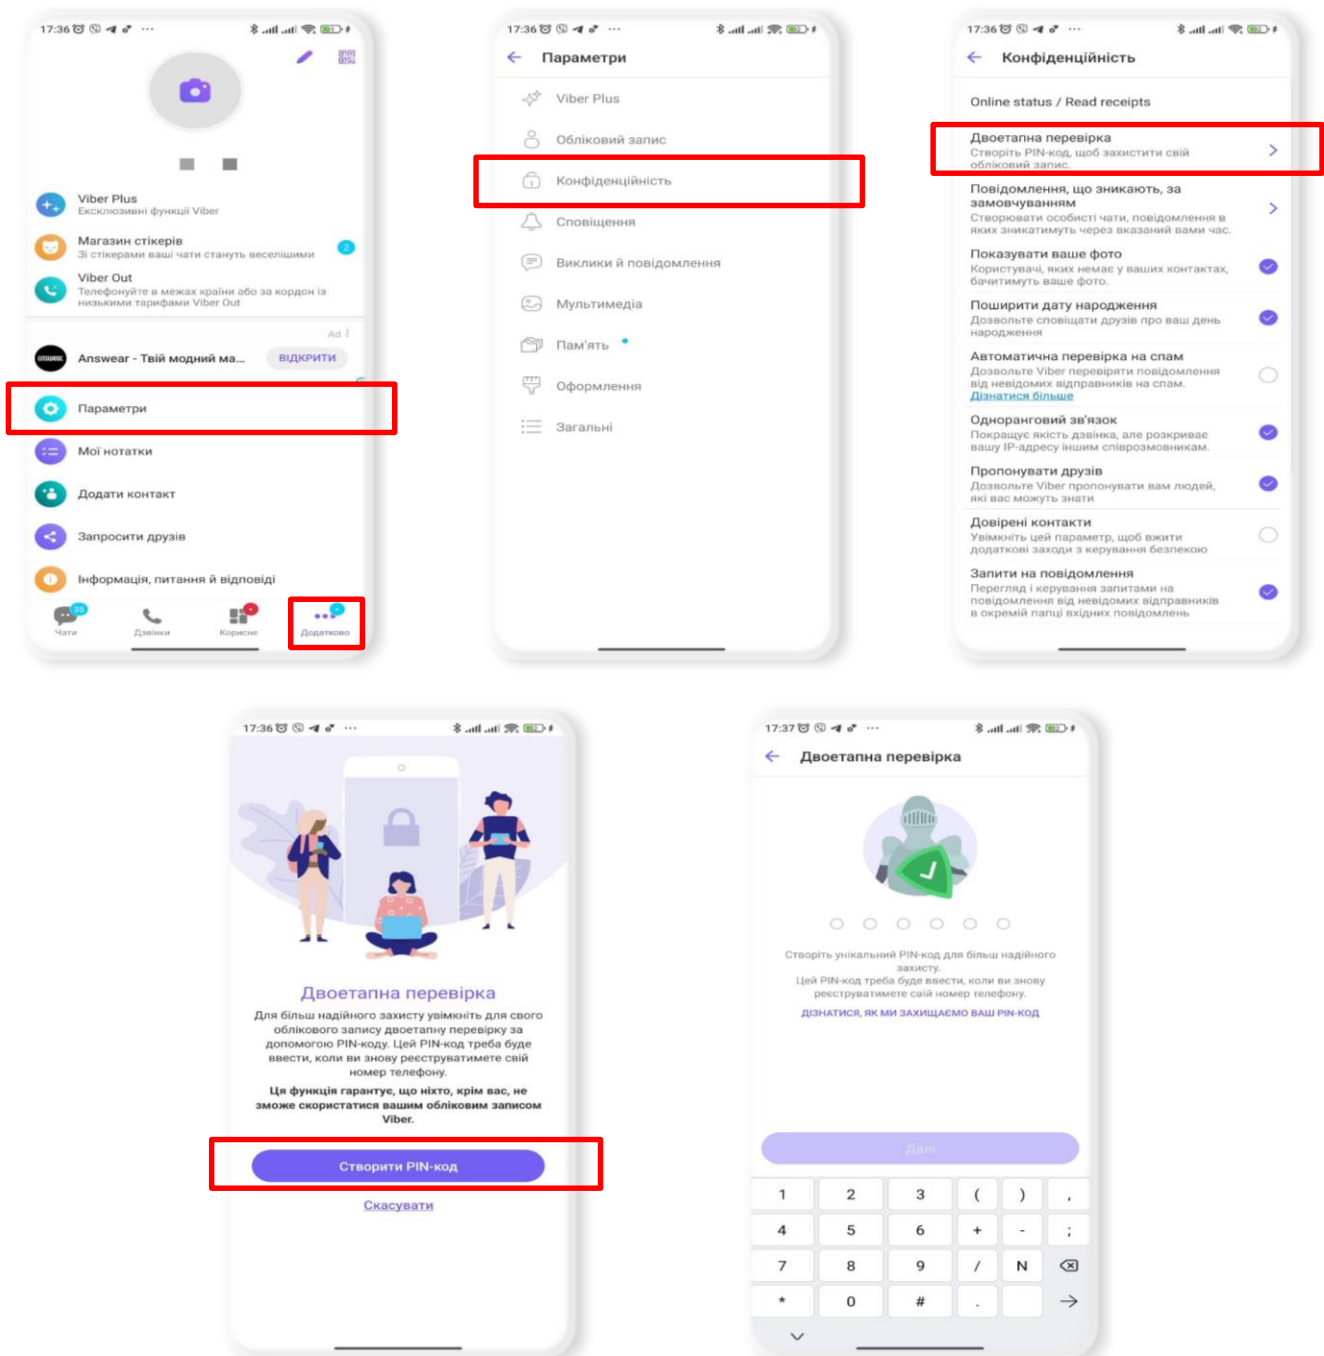 17:36
Viber Plus
Ексклюзивні функції Viber
Магазин стікерів
Зі стікерами ваші чати стануть веселішими
2
Viber Out
Телефонуйте в межах країни або за кордон із
низькими тарифами Viber Out
Ad
answear.
Answear - Твій модний ма...
ВІДКРИТИ
Параметри
Мої нотатки
Додати контакт
Запросити друзів
Інформація, питання й відповіді
35
Чати
Дзвінки
Корисне
Додатково
17:36
Параметри
Viber Plus
Обліковий запис
Конфіденційність
Сповіщення
Виклики й повідомлення
Мультимедіа
Пам'ять
Оформлення
Загальні
17:36
Конфіденційність
Online status / Read receipts
Двоетапна перевірка
Створіть PIN-код, щоб захистити свій
обліковий запис.
Повідомлення, що зникають, за
замовчуванням
Створювати особисті чати, повідомлення в
яких зникатимуть через вказаний вами час.
Показувати ваше фото
Користувачі, яких немає у ваших контактах,
бачитимуть ваше фото.
Поширити дату народження
Дозвольте сповіщати друзів про ваш день
народження
Автоматична перевірка на спам
Дозвольте Viber перевіряти повідомлення
від невідомих відправників на спам.
Дізнатися більше
Одноранговий зв'язок
Покращує якість дзвінка, але розкриває
вашу IP-адресу іншим співрозмовникам.
Пропонувати друзів
Дозвольте Viber пропонувати вам людей,
які вас можуть знати
Довірені контакти
Увімкніть цей параметр, щоб вжити
додаткові заходи з керування безпекою
Запити на повідомлення
Перегляд і керування запитами на
повідомлення від невідомих відправників
в окремій папці вхідних повідомлень
17:36
Двоетапна перевірка
Для більш надійного захисту увімкніть для свого
облікового запису двоетапну перевірку за
допомогою PIN-коду. Цей PIN-код треба буде
ввести, коли ви знову реєструватимете свій
номер телефону.
Ця функція гарантує, що ніхто, крім вас, не
зможе скористатися вашим обліковим записом
Viber.
Створити PIN-код
Скасувати
17:37
Двоетапна перевірка
Створіть унікальний PIN-код для більш надійного
захисту.
Цей PIN-код треба буде ввести, коли ви знову
реєструватимете свій номер телефону.
ДІЗНАТИСЯ, ЯК МИ ЗАХИЩАЄМО ВАШ PIN-КОД
Далі
1 2 3 ( ) ,
4 5 6 + - ;
7 8 9 / N
* 0 # .